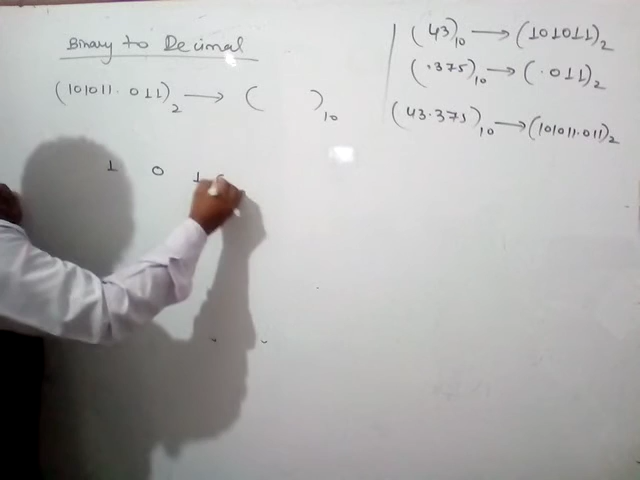 Binary to Decimal
(101011.011)₂ → (      )₁₀
1 0 1
(43)₁₀ → (101011)₂
(.375)₁₀ → (.011)₂
(43.375)₁₀ → (101011.011)₂